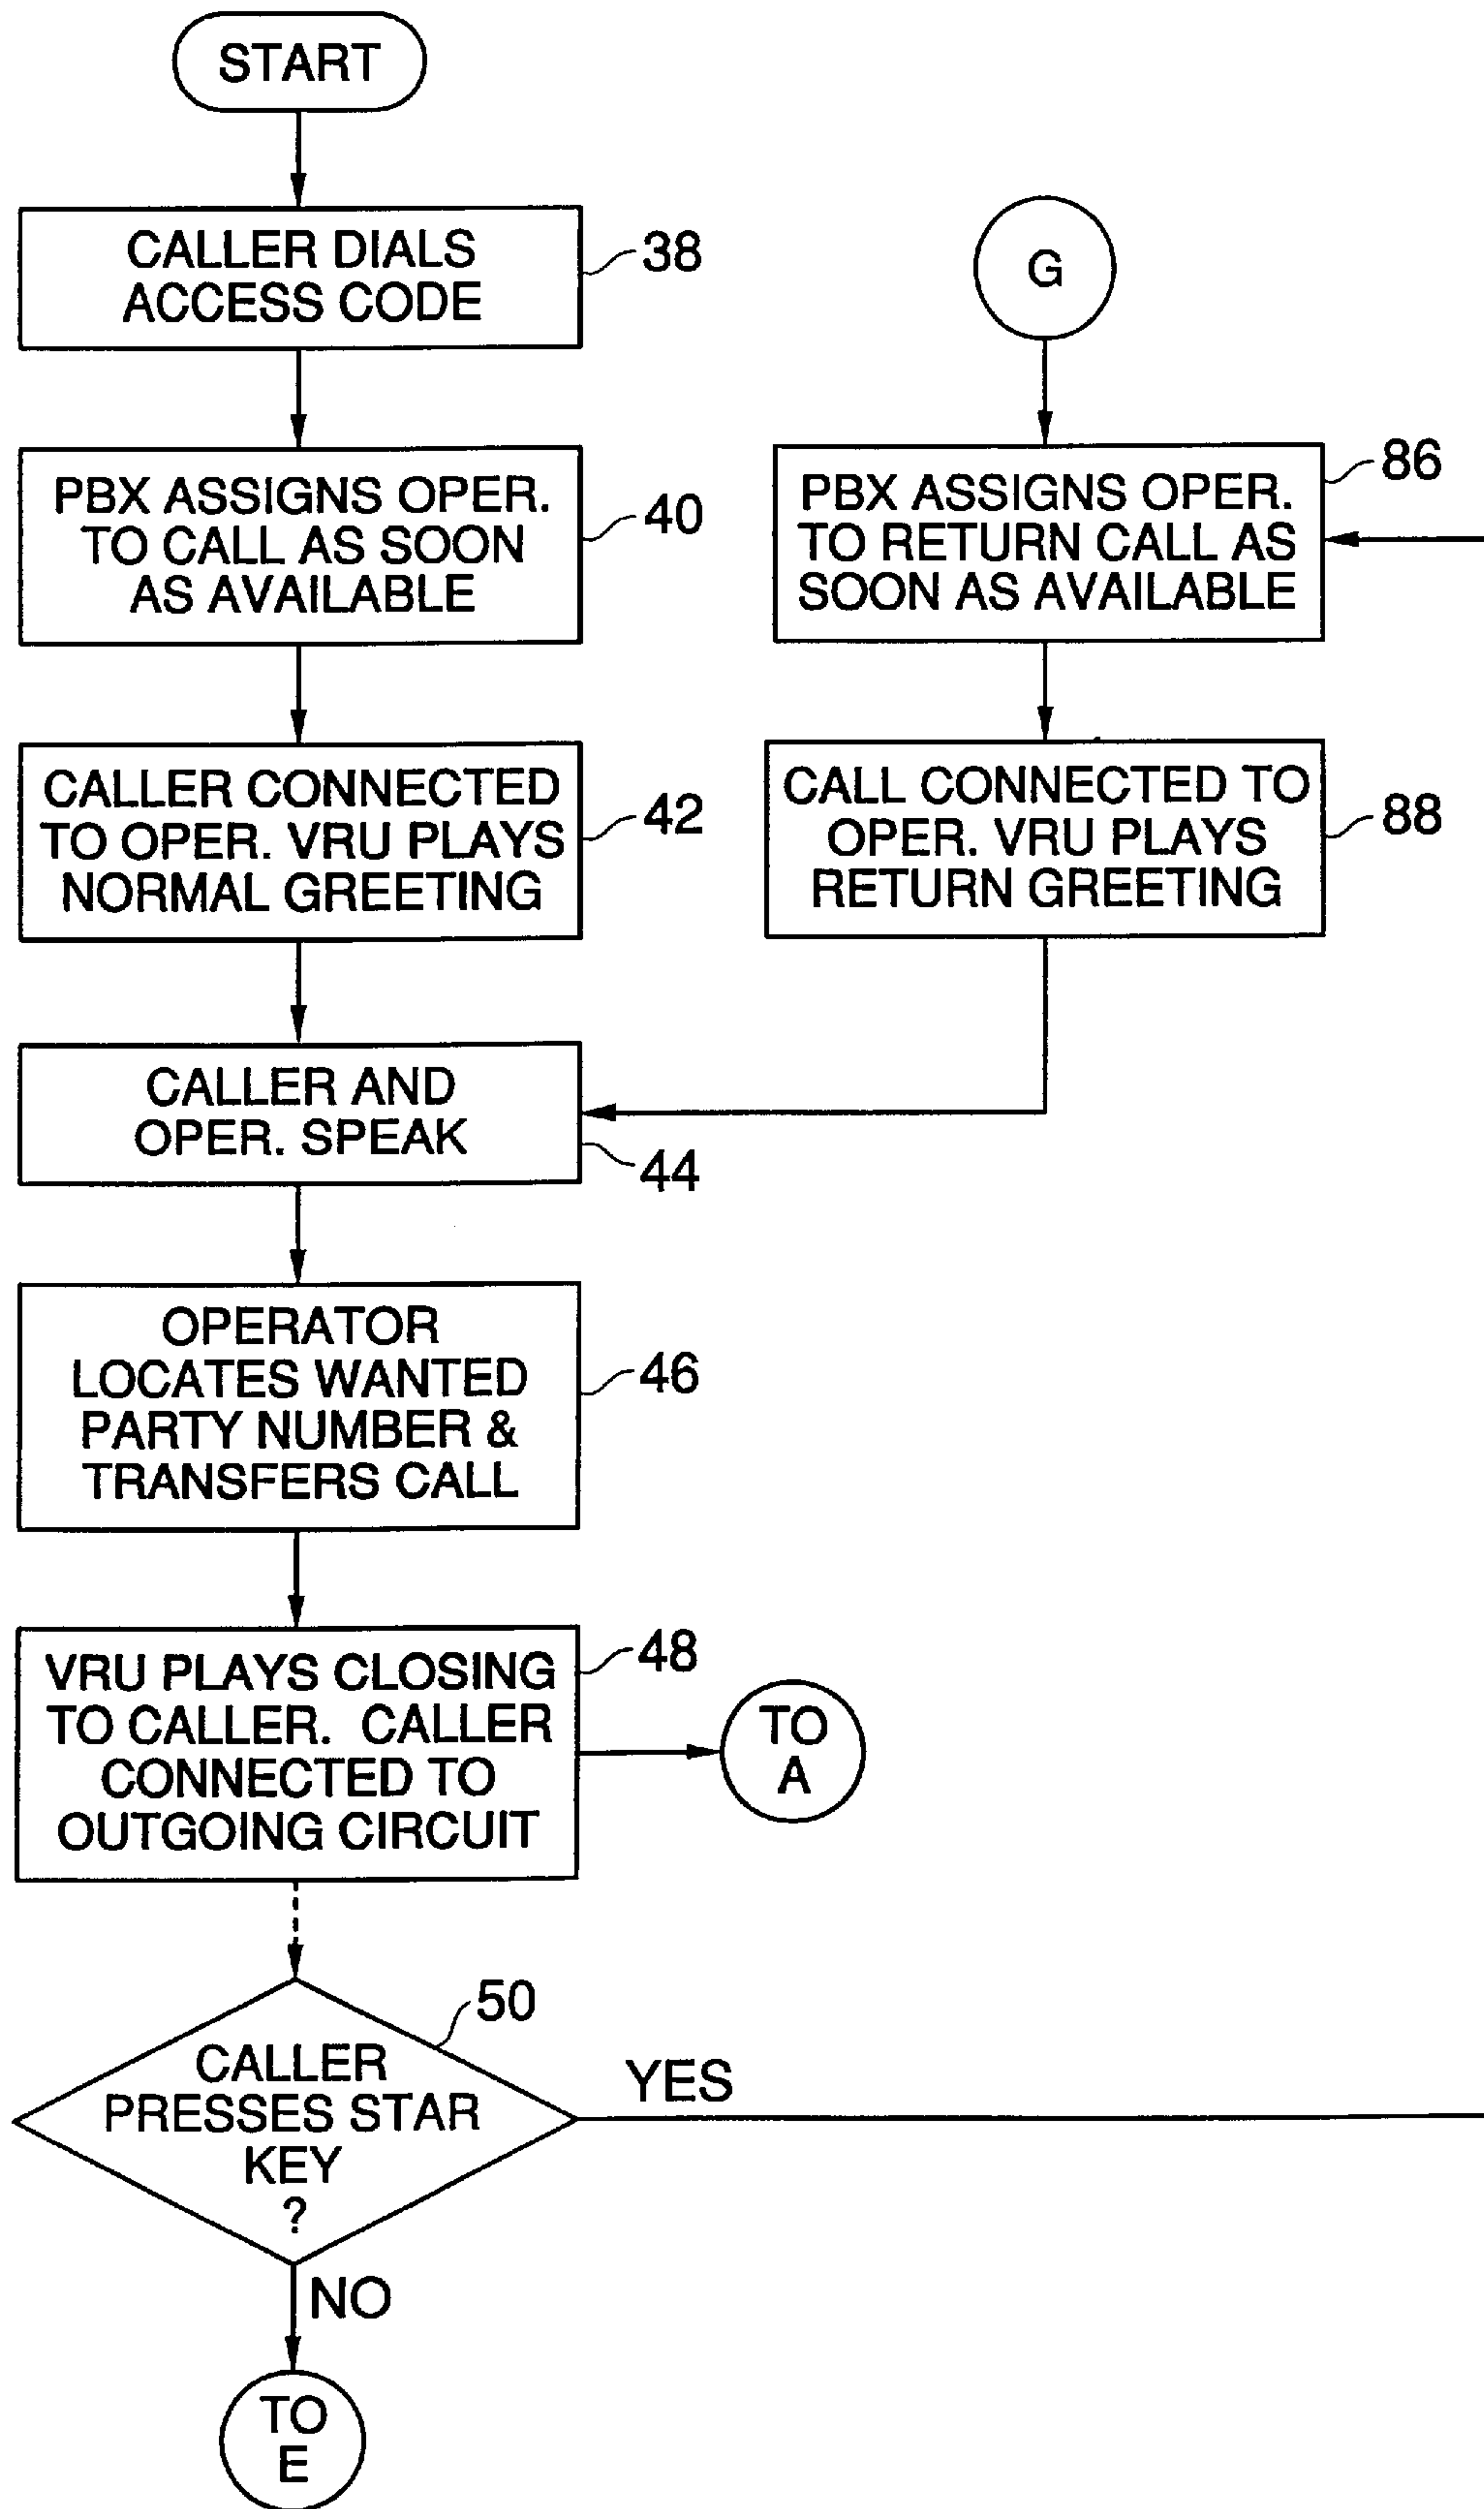 START
CALLER DIALS
ACCESS CODE
38
G
PBX ASSIGNS OPER.
TO CALL AS SOON
AS AVAILABLE
40
PBX ASSIGNS OPER.
TO RETURN CALL AS
SOON AS AVAILABLE
86
CALLER CONNECTED
TO OPER. VRU PLAYS
NORMAL GREETING
42
CALL CONNECTED TO
OPER. VRU PLAYS
RETURN GREETING
88
CALLER AND
OPER. SPEAK
44
OPERATOR
LOCATES WANTED
PARTY NUMBER &
TRANSFERS CALL
46
VRU PLAYS CLOSING
TO CALLER. CALLER
CONNECTED TO
OUTGOING CIRCUIT
48
TO
A
50
CALLER
PRESSES STAR
KEY
?
YES
NO
TO
E